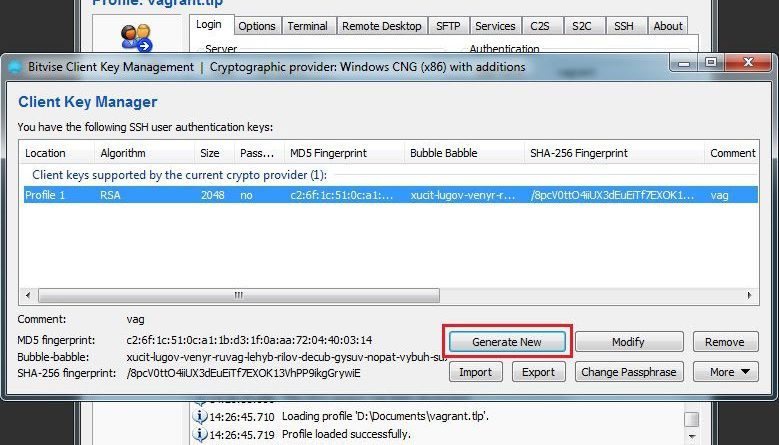 Profile: vagrant.tlp
Login Options Terminal Remote Desktop SFTP Services C2S S2C SSH About
Server Authentication
vagrant
Bitvise Client Key Management | Cryptographic provider: Windows CNG (x86) with additions
Client Key Manager
You have the following SSH user authentication keys:
Location Algorithm Size Pass... MD5 Fingerprint Bubble Babble SHA-256 Fingerprint Comment
Client keys supported by the current crypto provider (1):
Profile 1 RSA 2048 no c2:6f:1c:51:0c:a1:... xucit-lugov-venyr-r... /8pcV0ttO4iiUX3dEuEiTf7EXOK1... vag
Comment: vag
MD5 fingerprint: c2:6f:1c:51:0c:a1:1b:d3:1f:0a:aa:72:04:40:03:14
Generate New Modify Remove
Bubble-babble: xucit-lugov-venyr-ruvag-lehyb-rilov-decub-gysuv-nopat-vybuh-sux
SHA-256 fingerprint: /8pcV0ttO4iiUX3dEuEiTf7EXOK13VhPP9ikgGrywiE
Import Export Change Passphrase More
14:26:45.710 Loading profile 'D:\Documents\vagrant.tlp'.
14:26:45.719 Profile loaded successfully.